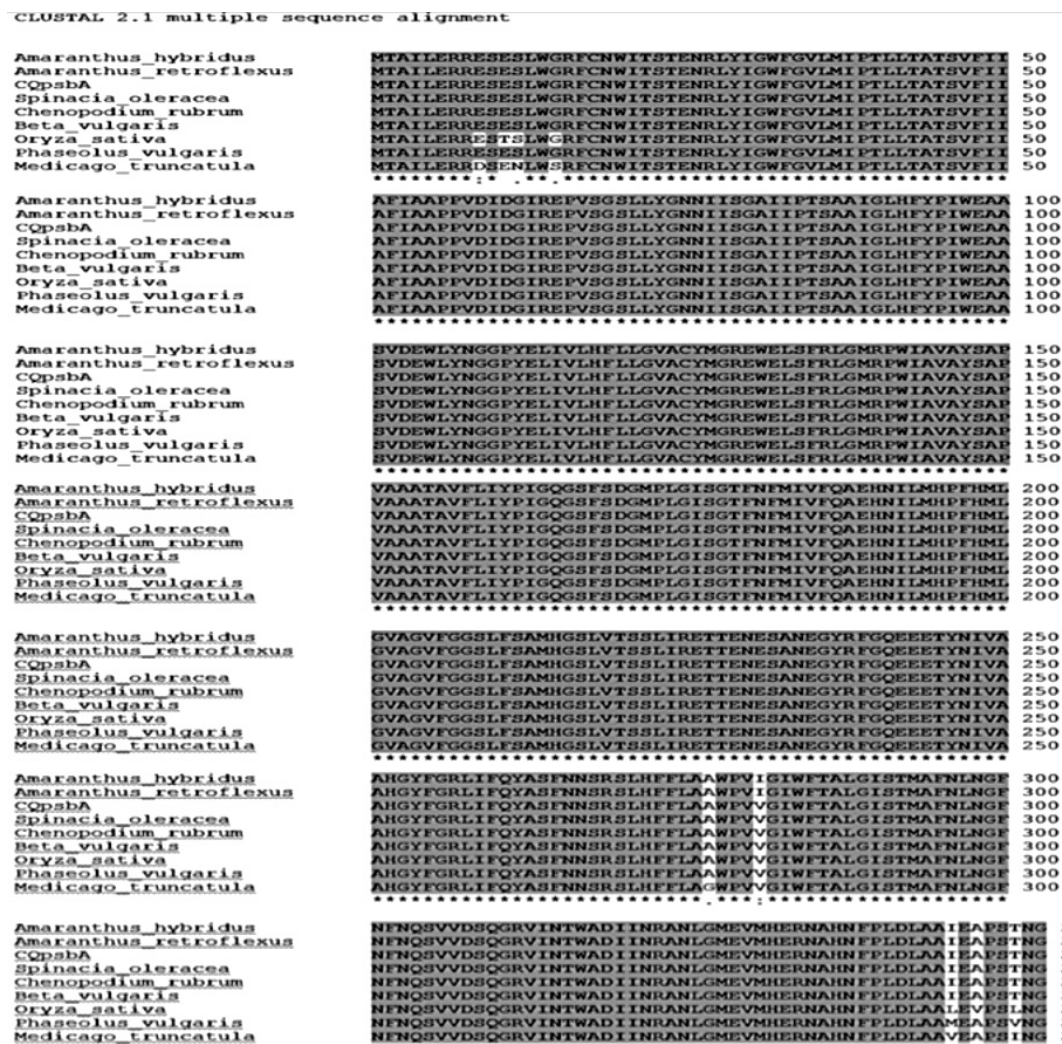 CLUSTAL 2.1 multiple sequence alignment
Amaranthus_hybridus MTAILERRESESLWGRFCNWITSTENRLYIGWFGVLMIPTLLTATSVFII 50
Amaranthus_retroflexus MTAILERRESESLWGRFCNWITSTENRLYIGWFGVLMIPTLLTATSVFII 50
CQpsbA MTAILERRESESLWGRFCNWITSTENRLYIGWFGVLMIPTLLTATSVFII 50
Spinacia_oleracea MTAILERRESESLWGRFCNWITSTENRLYIGWFGVLMIPTLLTATSVFII 50
Chenopodium_rubrum MTAILERRESESLWGRFCNWITSTENRLYIGWFGVLMIPTLLTATSVFII 50
Beta_vulgaris MTAILERRESESLWGRFCNWITSTENRLYIGWFGVLMIPTLLTATSVFII 50
Oryza_sativa MTAILERRESTSLWGRFCNWITSTENRLYIGWFGVLMIPTLLTATSVFII 50
Phaseolus_vulgaris MTAILERRESESLWGRFCNWITSTENRLYIGWFGVLMIPTLLTATSVFII 50
Medicago_truncatula MTAILERRDSENLWSRFCNWITSTENRLYIGWFGVLMIPTLLTATSVFII 50
********:* .**.***********************************
Amaranthus_hybridus AFIAAPPVDIDGIREPVSGSLLYGNNIISGAIIPTSAAIGLHFYPIWEAA 100
Amaranthus_retroflexus AFIAAPPVDIDGIREPVSGSLLYGNNIISGAIIPTSAAIGLHFYPIWEAA 100
CQpsbA AFIAAPPVDIDGIREPVSGSLLYGNNIISGAIIPTSAAIGLHFYPIWEAA 100
Spinacia_oleracea AFIAAPPVDIDGIREPVSGSLLYGNNIISGAIIPTSAAIGLHFYPIWEAA 100
Chenopodium_rubrum AFIAAPPVDIDGIREPVSGSLLYGNNIISGAIIPTSAAIGLHFYPIWEAA 100
Beta_vulgaris AFIAAPPVDIDGIREPVSGSLLYGNNIISGAIIPTSAAIGLHFYPIWEAA 100
Oryza_sativa AFIAAPPVDIDGIREPVSGSLLYGNNIISGAIIPTSAAIGLHFYPIWEAA 100
Phaseolus_vulgaris AFIAAPPVDIDGIREPVSGSLLYGNNIISGAIIPTSAAIGLHFYPIWEAA 100
Medicago_truncatula AFIAAPPVDIDGIREPVSGSLLYGNNIISGAIIPTSAAIGLHFYPIWEAA 100
**************************************************
Amaranthus_hybridus SVDEWLYNGGPYELIVLHFLLGVACYMGREWELSFRLGMRPWIAVAYSAP 150
Amaranthus_retroflexus SVDEWLYNGGPYELIVLHFLLGVACYMGREWELSFRLGMRPWIAVAYSAP 150
CQpsbA SVDEWLYNGGPYELIVLHFLLGVACYMGREWELSFRLGMRPWIAVAYSAP 150
Spinacia_oleracea SVDEWLYNGGPYELIVLHFLLGVACYMGREWELSFRLGMRPWIAVAYSAP 150
Chenopodium_rubrum SVDEWLYNGGPYELIVLHFLLGVACYMGREWELSFRLGMRPWIAVAYSAP 150
Beta_vulgaris SVDEWLYNGGPYELIVLHFLLGVACYMGREWELSFRLGMRPWIAVAYSAP 150
Oryza_sativa SVDEWLYNGGPYELIVLHFLLGVACYMGREWELSFRLGMRPWIAVAYSAP 150
Phaseolus_vulgaris SVDEWLYNGGPYELIVLHFLLGVACYMGREWELSFRLGMRPWIAVAYSAP 150
Medicago_truncatula SVDEWLYNGGPYELIVLHFLLGVACYMGREWELSFRLGMRPWIAVAYSAP 150
**************************************************
Amaranthus_hybridus VAAATAVFLIYPIGQGSFSDGMPLGISGTFNFMIVFQAEHNILMHPFHML 200
Amaranthus_retroflexus VAAATAVFLIYPIGQGSFSDGMPLGISGTFNFMIVFQAEHNILMHPFHML 200
CQpsbA VAAATAVFLIYPIGQGSFSDGMPLGISGTFNFMIVFQAEHNILMHPFHML 200
Spinacia_oleracea VAAATAVFLIYPIGQGSFSDGMPLGISGTFNFMIVFQAEHNILMHPFHML 200
Chenopodium_rubrum VAAATAVFLIYPIGQGSFSDGMPLGISGTFNFMIVFQAEHNILMHPFHML 200
Beta_vulgaris VAAATAVFLIYPIGQGSFSDGMPLGISGTFNFMIVFQAEHNILMHPFHML 200
Oryza_sativa VAAATAVFLIYPIGQGSFSDGMPLGISGTFNFMIVFQAEHNILMHPFHML 200
Phaseolus_vulgaris VAAATAVFLIYPIGQGSFSDGMPLGISGTFNFMIVFQAEHNILMHPFHML 200
Medicago_truncatula VAAATAVFLIYPIGQGSFSDGMPLGISGTFNFMIVFQAEHNILMHPFHML 200
**************************************************
Amaranthus_hybridus GVAGVFGGSLFSAMHGSLVTSSLIRETTENESANEGYRFGQEEETYNIVA 250
Amaranthus_retroflexus GVAGVFGGSLFSAMHGSLVTSSLIRETTENESANEGYRFGQEEETYNIVA 250
CQpsbA GVAGVFGGSLFSAMHGSLVTSSLIRETTENESANEGYRFGQEEETYNIVA 250
Spinacia_oleracea GVAGVFGGSLFSAMHGSLVTSSLIRETTENESANEGYRFGQEEETYNIVA 250
Chenopodium_rubrum GVAGVFGGSLFSAMHGSLVTSSLIRETTENESANEGYRFGQEEETYNIVA 250
Beta_vulgaris GVAGVFGGSLFSAMHGSLVTSSLIRETTENESANEGYRFGQEEETYNIVA 250
Oryza_sativa GVAGVFGGSLFSAMHGSLVTSSLIRETTENESANEGYRFGQEEETYNIVA 250
Phaseolus_vulgaris GVAGVFGGSLFSAMHGSLVTSSLIRETTENESANEGYRFGQEEETYNIVA 250
Medicago_truncatula GVAGVFGGSLFSAMHGSLVTSSLIRETTENESANEGYRFGQEEETYNIVA 250
**************************************************
Amaranthus_hybridus AHGYFGRLIFQYASFNNSRSLHFFLAAWPVIGIWFTALGISTMAFNLNGF 300
Amaranthus_retroflexus AHGYFGRLIFQYASFNNSRSLHFFLAAWPVIGIWFTALGISTMAFNLNGF 300
CQpsbA AHGYFGRLIFQYASFNNSRSLHFFLAAWPVVGIWFTALGISTMAFNLNGF 300
Spinacia_oleracea AHGYFGRLIFQYASFNNSRSLHFFLAAWPVVGIWFTALGISTMAFNLNGF 300
Chenopodium_rubrum AHGYFGRLIFQYASFNNSRSLHFFLAAWPVVGIWFTALGISTMAFNLNGF 300
Beta_vulgaris AHGYFGRLIFQYASFNNSRSLHFFLAAWPVVGIWFTALGISTMAFNLNGF 300
Oryza_sativa AHGYFGRLIFQYASFNNSRSLHFFLAAWPVVGIWFTALGISTMAFNLNGF 300
Phaseolus_vulgaris AHGYFGRLIFQYASFNNSRSLHFFLAAWPVVGIWFTALGISTMAFNLNGF 300
Medicago_truncatula AHGYFGRLIFQYASFNNSRSLHFFLAGWPVVGIWFTALGISTMAFNLNGF 300
**************************.***:*******************
Amaranthus_hybridus NFNQSVVDSQGRVINTWADIINRANLGMEVMHERNAHNFPLDLAAIEAPSTNG
Amaranthus_retroflexus NFNQSVVDSQGRVINTWADIINRANLGMEVMHERNAHNFPLDLAAIEAPSTNG
CQpsbA NFNQSVVDSQGRVINTWADIINRANLGMEVMHERNAHNFPLDLAAIEAPSTNG
Spinacia_oleracea NFNQSVVDSQGRVINTWADIINRANLGMEVMHERNAHNFPLDLAAIEAPSTNG
Chenopodium_rubrum NFNQSVVDSQGRVINTWADIINRANLGMEVMHERNAHNFPLDLAAIEAPSTNG
Beta_vulgaris NFNQSVVDSQGRVINTWADIINRANLGMEVMHERNAHNFPLDLAAIEAPSTNG
Oryza_sativa NFNQSVVDSQGRVINTWADIINRANLGMEVMHERNAHNFPLDLAALEVPSLNG
Phaseolus_vulgaris NFNQSVVDSQGRVINTWADIINRANLGMEVMHERNAHNFPLDLAAMEAPSVNG
Medicago_truncatula NFNQSVVDSQGRVINTWADIINRANLGMEVMHERNAHNFPLDLAAVEAPSING